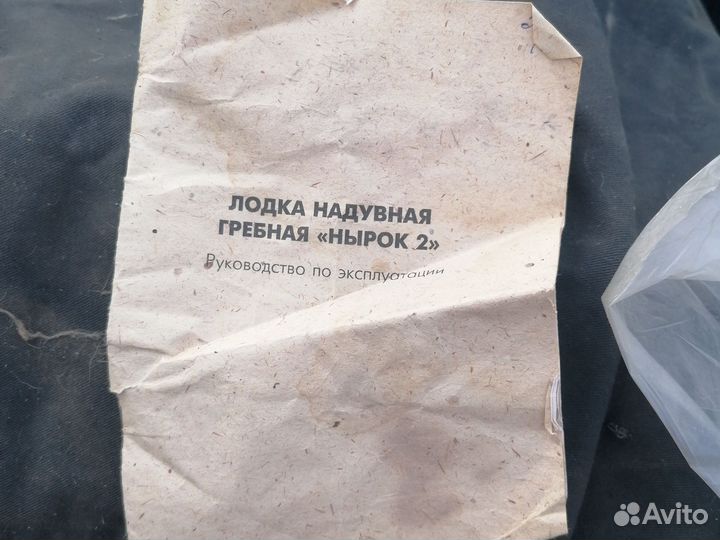 ЛОДКА НАДУВНАЯ
ГРЕБНАЯ «НЫРОК 2»
Руководство по эксплуатации
Avito